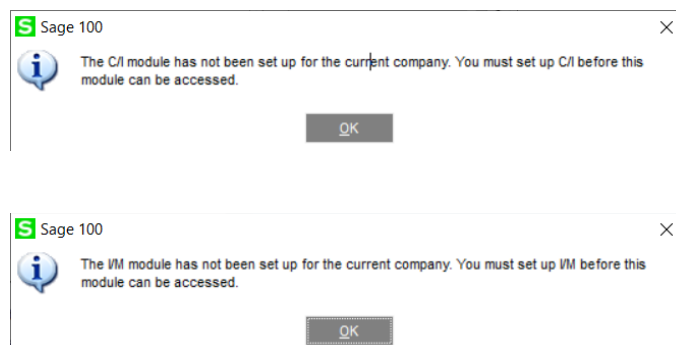 S Sage 100
The C/I module has not been set up for the current company. You must set up C/I before this
module can be accessed.
OK
S Sage 100
The I/M module has not been set up for the current company. You must set up I/M before this
module can be accessed.
OK